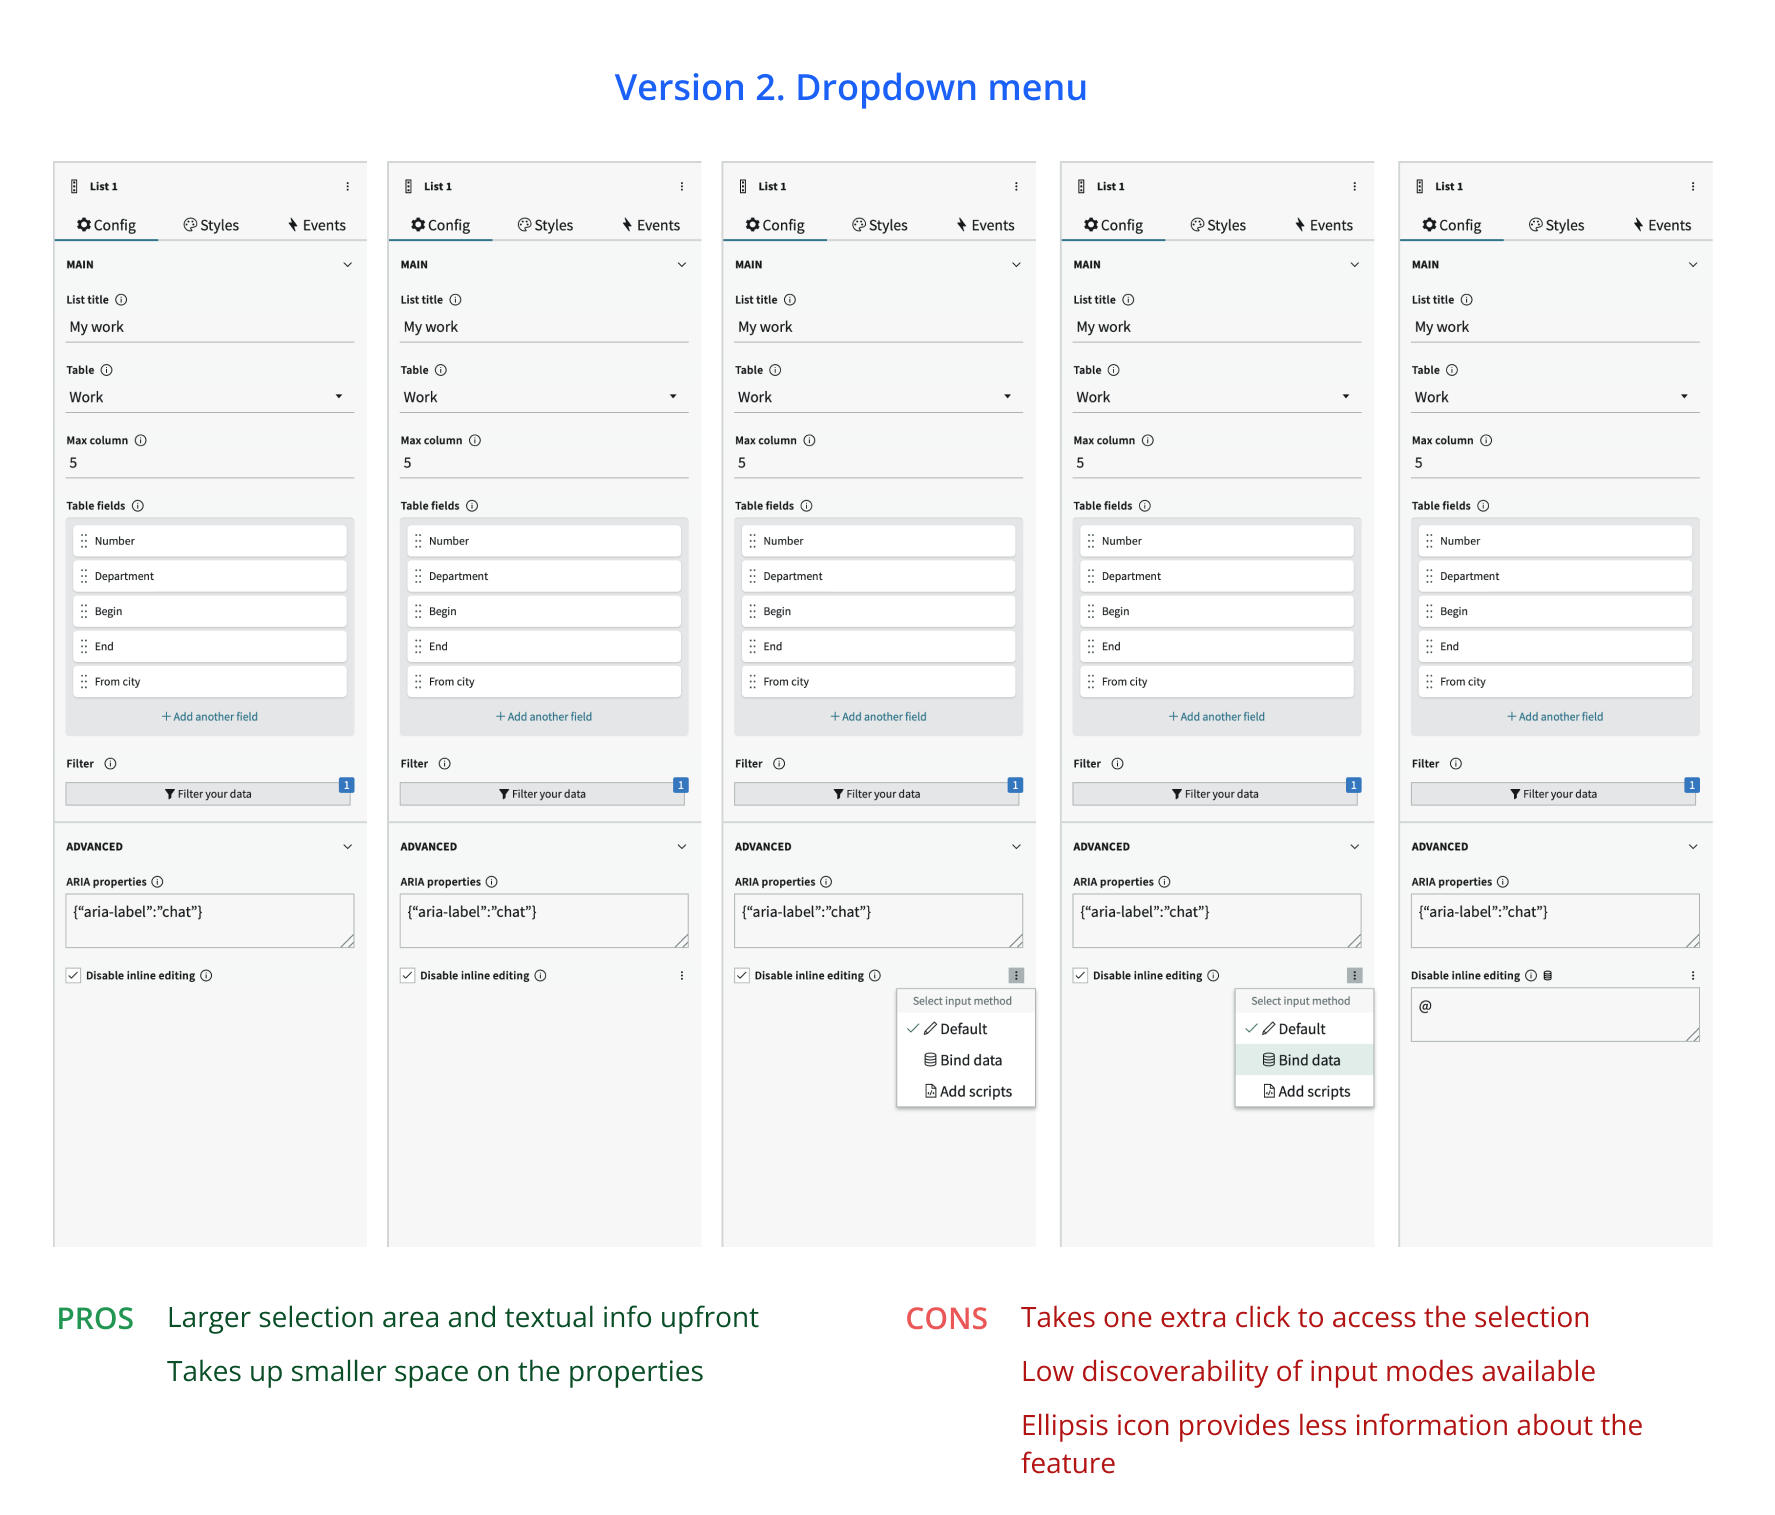 Version 2. Dropdown menu
List 1
Config Styles Events
MAIN
List title
My work
Table
Work
Max column
5
Table fields
Number
Department
Begin
End
From city
+ Add another field
Filter
1
Filter your data
ADVANCED
ARIA properties
{“aria-label”:”chat”}
Disable inline editing
List 1
Config Styles Events
MAIN
List title
My work
Table
Work
Max column
5
Table fields
Number
Department
Begin
End
From city
+ Add another field
Filter
1
Filter your data
ADVANCED
ARIA properties
{“aria-label”:”chat”}
Disable inline editing
List 1
Config Styles Events
MAIN
List title
My work
Table
Work
Max column
5
Table fields
Number
Department
Begin
End
From city
+ Add another field
Filter
1
Filter your data
ADVANCED
ARIA properties
{“aria-label”:”chat”}
Disable inline editing
Select input method
Default
Bind data
Add scripts
List 1
Config Styles Events
MAIN
List title
My work
Table
Work
Max column
5
Table fields
Number
Department
Begin
End
From city
+ Add another field
Filter
1
Filter your data
ADVANCED
ARIA properties
{“aria-label”:”chat”}
Disable inline editing
Select input method
Default
Bind data
Add scripts
List 1
Config Styles Events
MAIN
List title
My work
Table
Work
Max column
5
Table fields
Number
Department
Begin
End
From city
+ Add another field
Filter
1
Filter your data
ADVANCED
ARIA properties
{“aria-label”:”chat”}
Disable inline editing
@
PROS
Larger selection area and textual info upfront
Takes up smaller space on the properties
CONS
Takes one extra click to access the selection
Low discoverability of input modes available
Ellipsis icon provides less information about the
feature